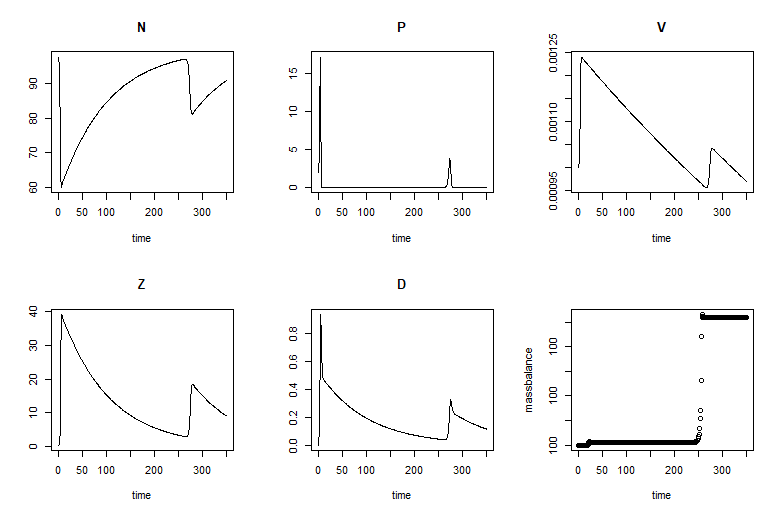 N
60 70 80 90
0 50 100 200 300
time
P
0 5 10 15
0 50 100 200 300
time
V
0.00095 0.00110 0.00125
0 50 100 200 300
time
Z
0 10 20 30 40
0 50 100 200 300
time
D
0.0 0.2 0.4 0.6 0.8
0 50 100 200 300
time
massbalance
100 100 100
0 50 100 200 300
time